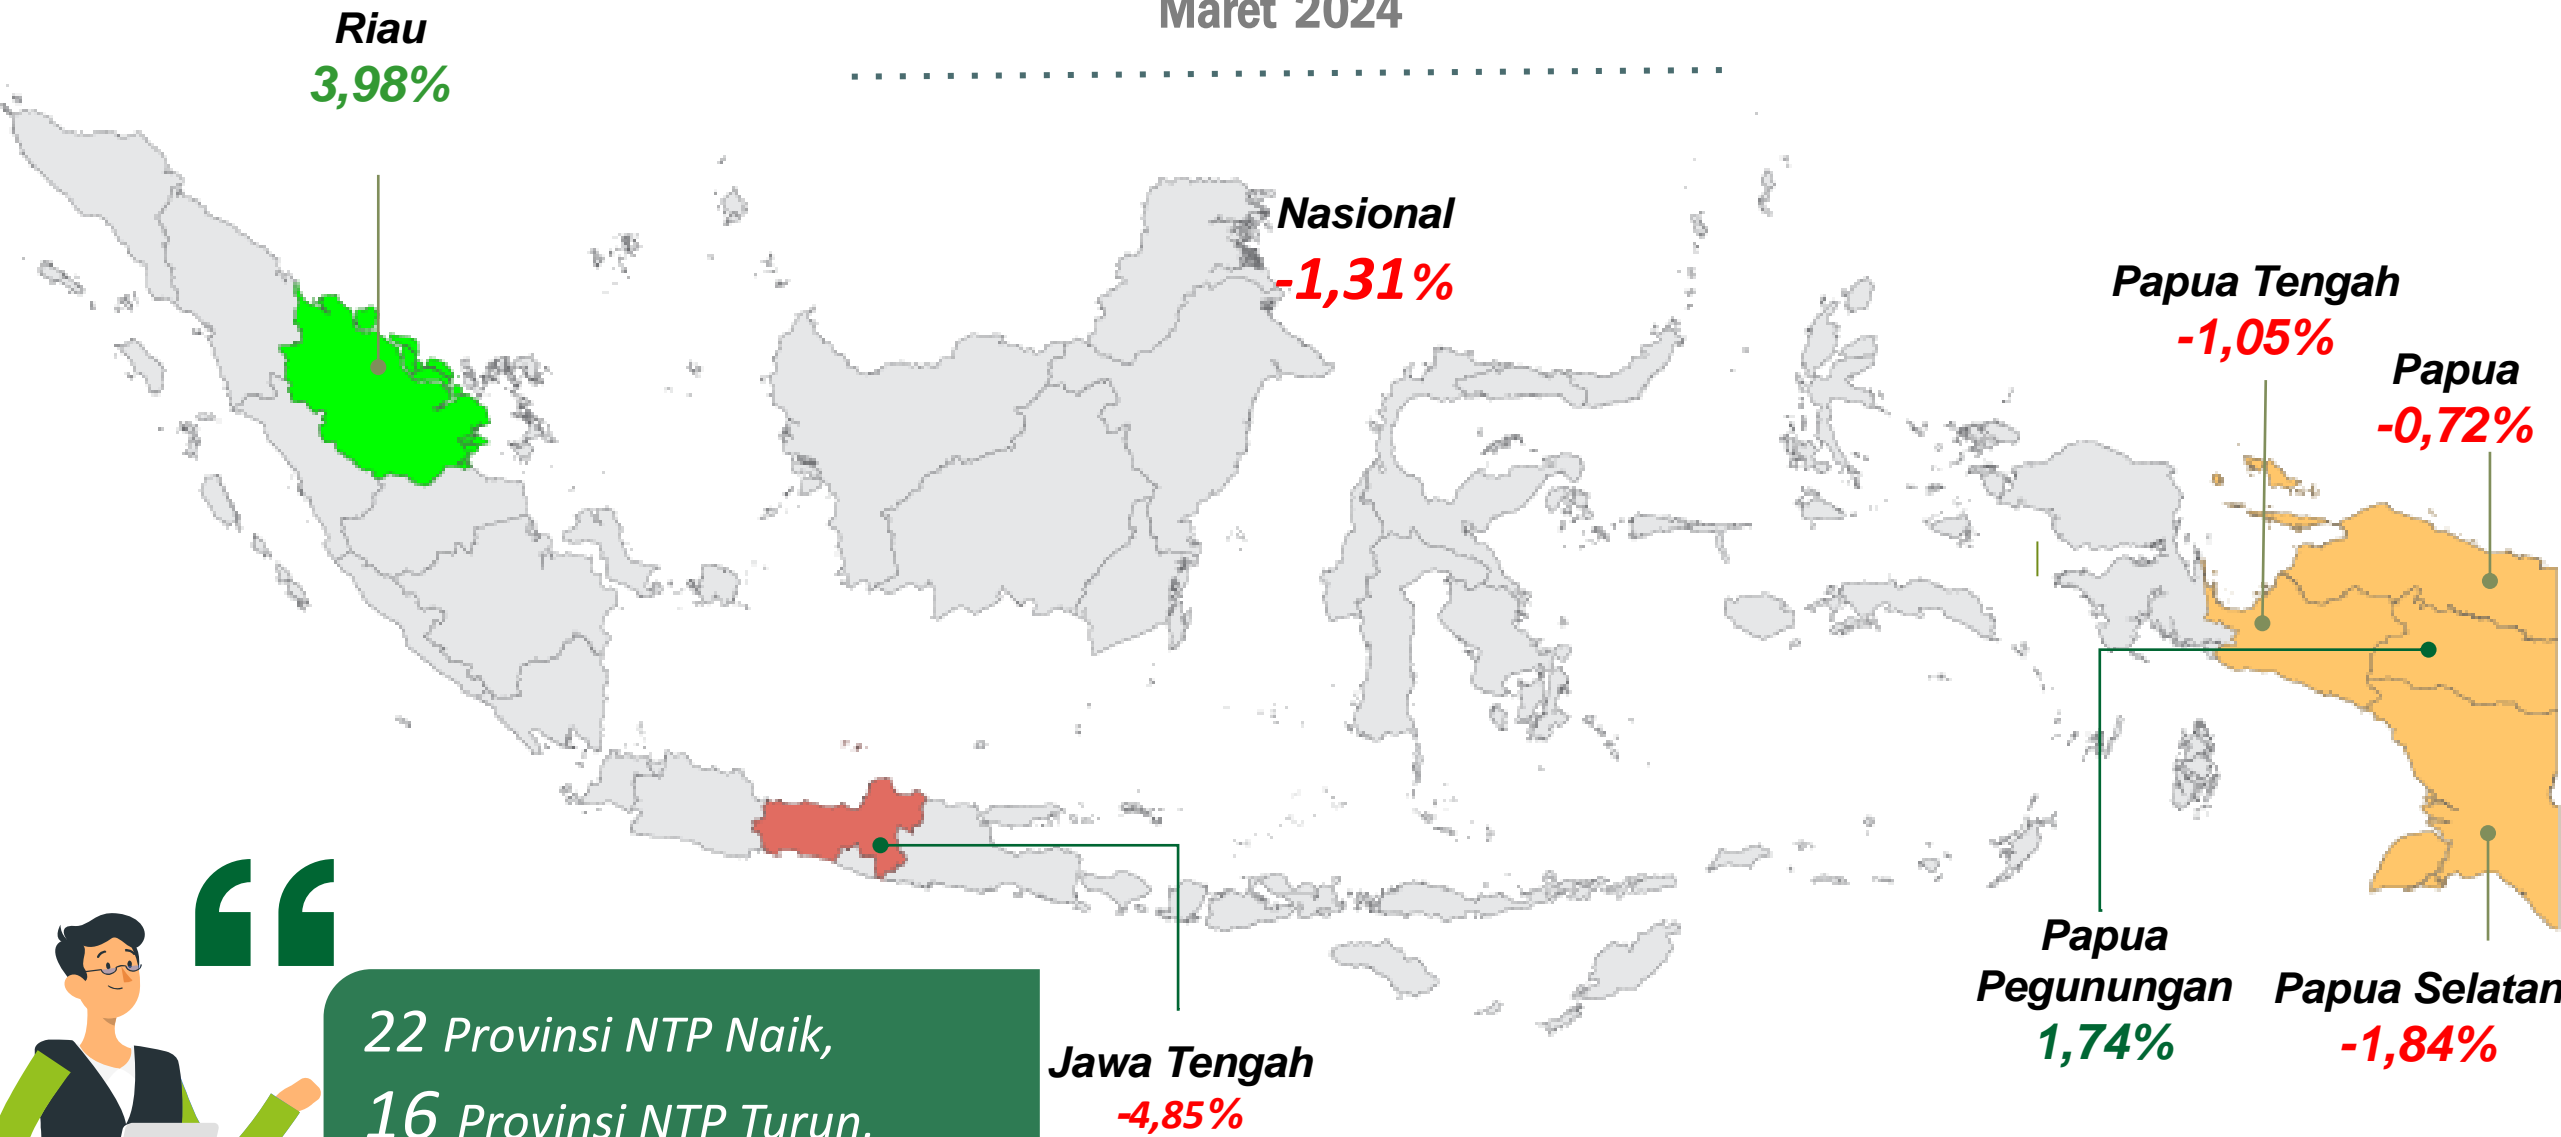 Maret 2024
Riau
3,98%
Nasional
-1,31%
Papua Tengah
-1,05%
Papua
-0,72%
Papua
Pegunungan
1,74%
Papua Selatan
-1,84%
Jawa Tengah
-4,85%
22 Provinsi NTP Naik,
16 Provinsi NTP Turun.